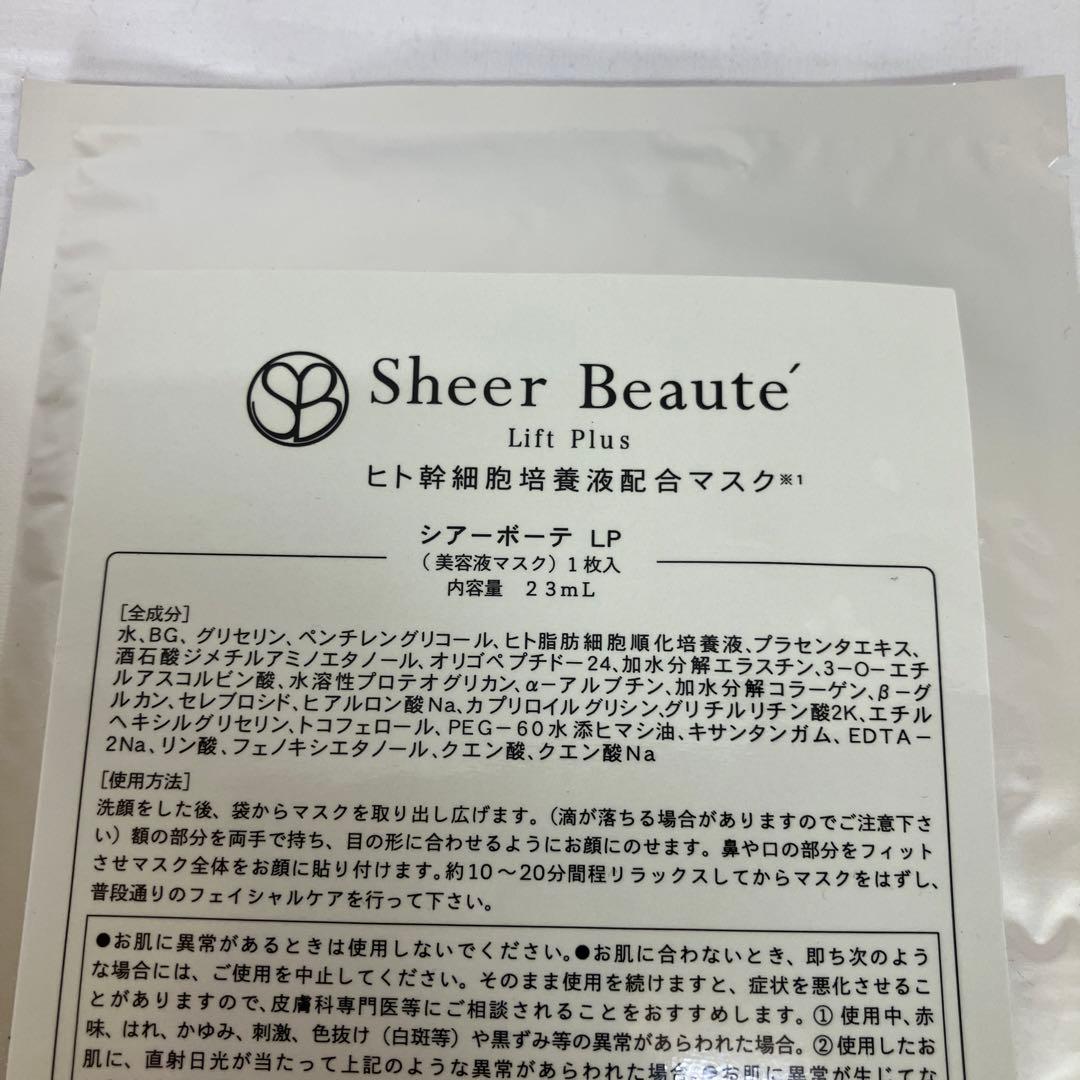 SB
Sheer Beauté
Lift Plus
ヒト幹細胞培養液配合マスク※1
シアーボーテ LP
(美容液マスク)1枚入
内容量 23mL
[全成分]
水、BG、グリセリン、ペンチレングリコール、ヒト脂肪細胞順化培養液、プラセンタエキス、
酒石酸ジメチルアミノエタノール、オリゴペプチドー24、加水分解エラスチン、3-O-エチ
ルアスコルビン酸、水溶性プロテオグリカン、α-アルブチン、加水分解コラーゲン、β-グ
ルカン、セレブロシド、ヒアルロン酸Na、カプリロイルグリシン、グリチルリチン酸2K、エチル
ヘキシルグリセリン、トコフェロール、PEG-60水添ヒマシ油、キサンタンガム、EDTA-
2Na、リン酸、フェノキシエタノール、クエン酸、クエン酸Na
[使用方法]
洗顔をした後、袋からマスクを取り出し広げます。(滴が落ちる場合がありますのでご注意下さ
い)額の部分を両手で持ち、目の形に合わせるようにお顔にのせます。鼻や口の部分をフィット
させマスク全体をお顔に貼り付けます。約10~20分間程リラックスしてからマスクをはずし、
普段通りのフェイシャルケアを行って下さい。
●お肌に異常があるときは使用しないでください。●お肌に合わないとき、即ち次のよう
な場合には、ご使用を中止してください。そのまま使用を続けますと、症状を悪化させるこ
とがありますので、皮膚科専門医等にご相談されることをおすすめします。①使用中、赤
味、はれ、かゆみ、刺激、色抜け(白斑等)や黒ずみ等の異常があらわれた場合。②使用したお
肌に、直射日光が当たって上記のような異常があらわれた場合。●お肌に異常が生じてな